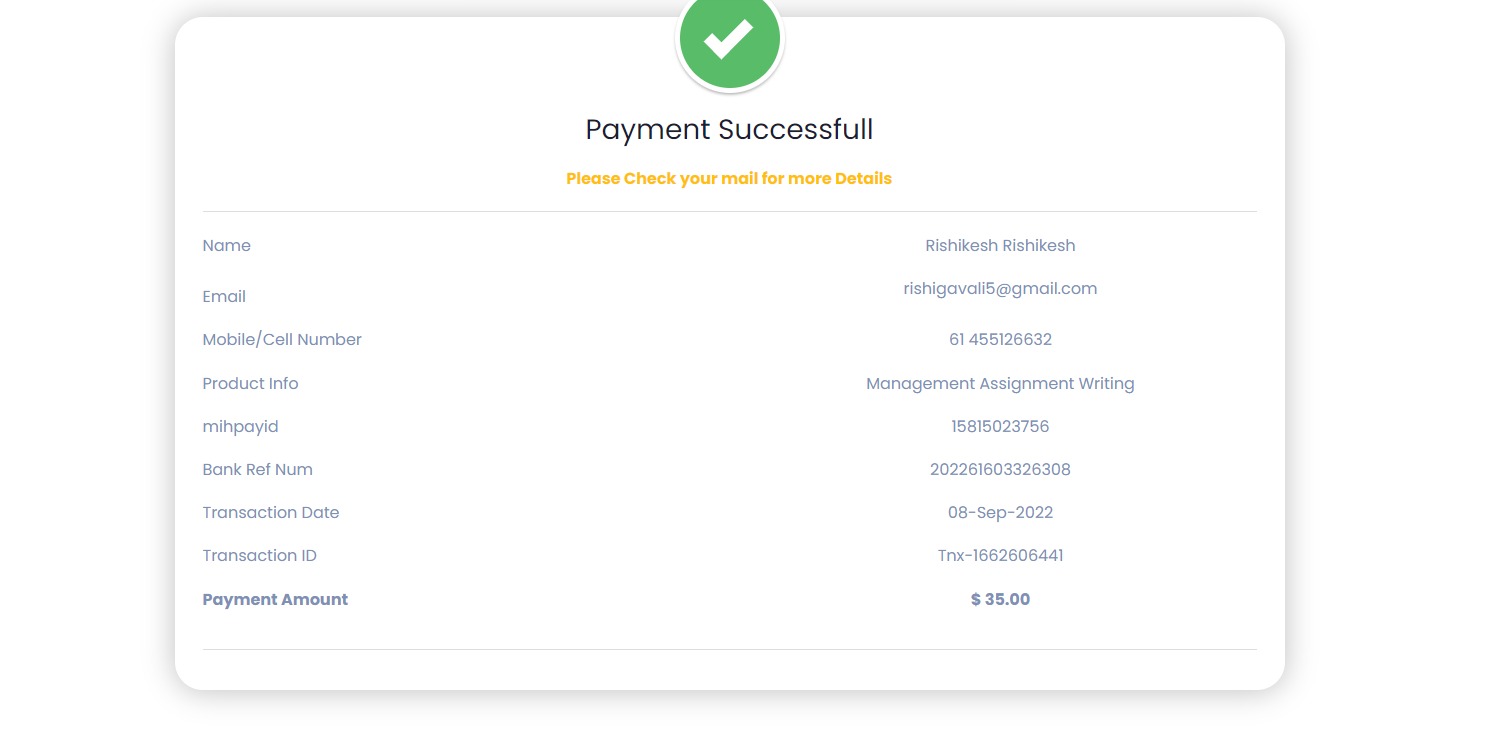 Payment Successfull
Please Check your mail for more Details
Name Rishikesh Rishikesh
Email rishigavali5@gmail.com
Mobile/Cell Number 61 455126632
Product Info Management Assignment Writing
mihpayid 15815023756
Bank Ref Num 202261603326308
Transaction Date 08-Sep-2022
Transaction ID Tnx-1662606441
Payment Amount $ 35.00